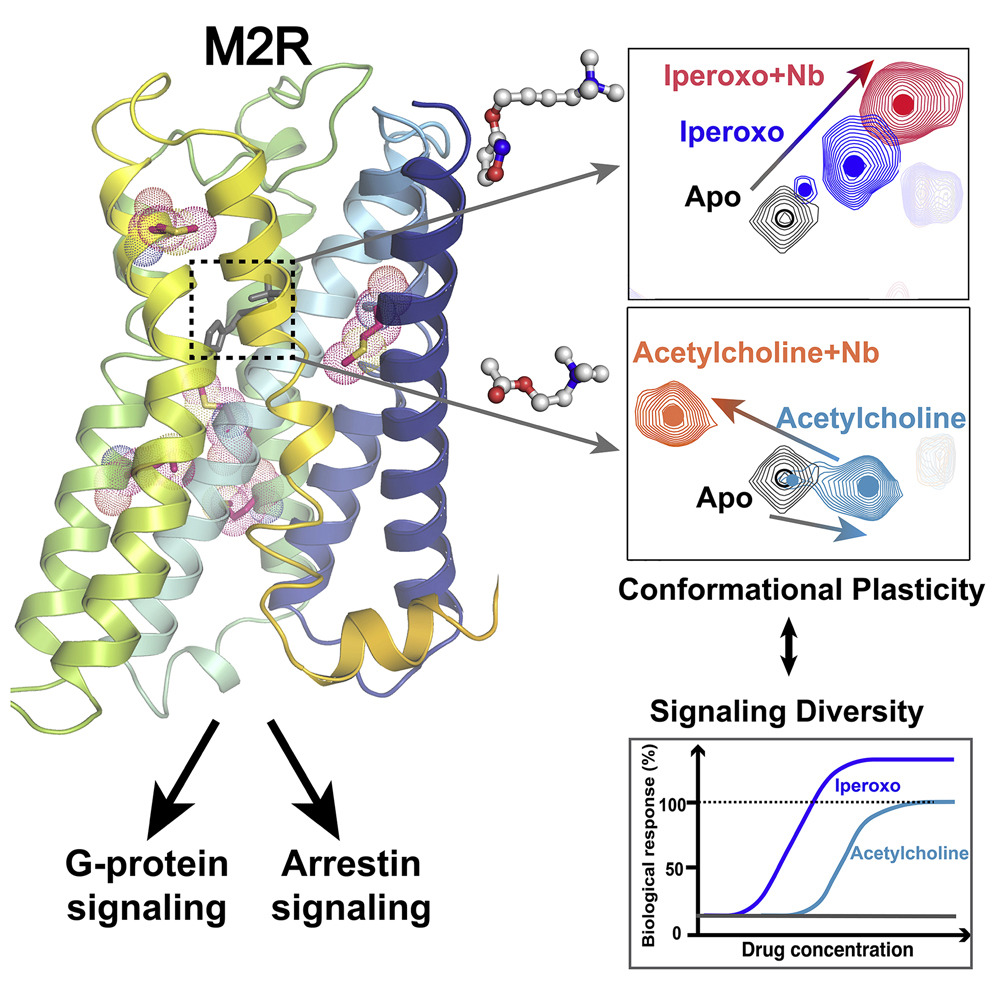 M2R
Iperoxo+Nb
Iperoxo
Apo
Acetylcholine+Nb
Acetylcholine
Apo
Conformational Plasticity
Signaling Diversity
Biological response (%)
100
50
0
Iperoxo
Acetylcholine
Drug concentration
G-protein
signaling
Arrestin
signaling